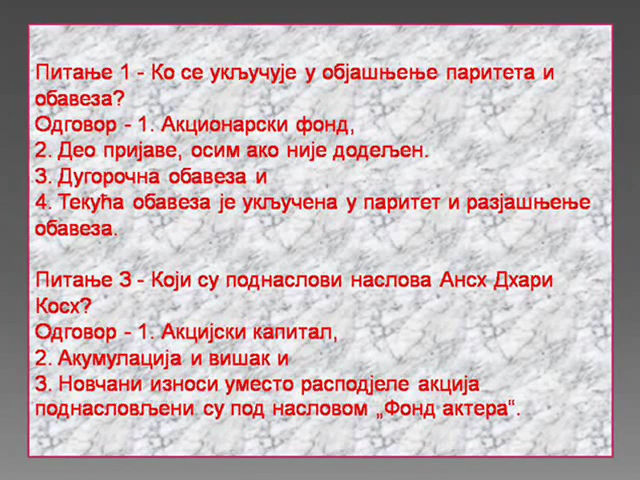 Питање 1 - Ко се укључује у објашњење паритета и
обавеза?
Одговор - 1. Акционарски фонд,
2. Део пријаве, осим ако није додељен.
3. Дугорочна обавеза и
4. Текућа обавеза је укључена у паритет и разјашњење
обавеза.
Питање 3 - Који су поднаслови наслова Ансх Дхари
Косх?
Одговор - 1. Акцијски капитал,
2. Акумулација и вишак и
3. Новчани износи уместо расподјеле акција
поднасловљени су под насловом „Фонд актера“.